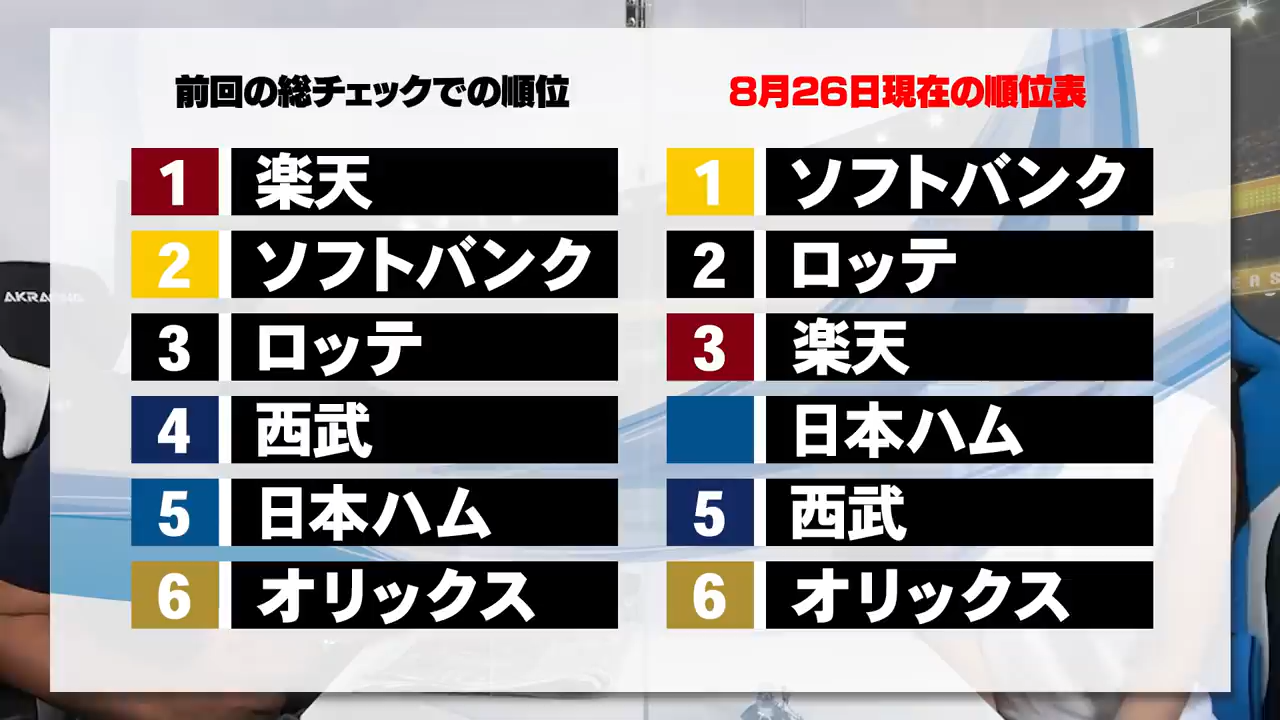 前回の総チェックでの順位
1 楽天
2 ソフトバンク
3 ロッテ
4 西武
5 日本ハム
6 オリックス
8月26日現在の順位表
1 ソフトバンク
2 ロッテ
3 楽天
日本ハム
5 西武
6 オリックス
AKRACING
EAS